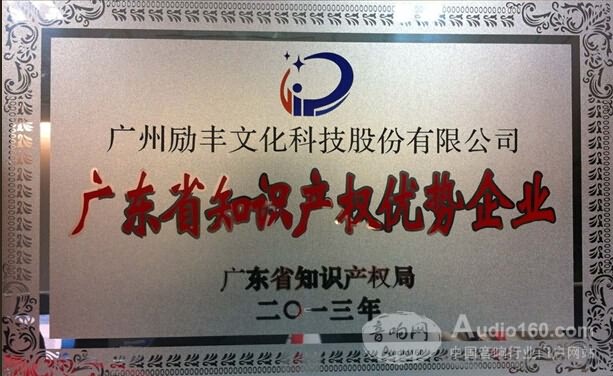 广州励丰文化科技股份有限公司
广东省知识产权优势企业
广东省知识产权局
二〇一三年
音响网
Audio160.com
中国音响行业门户网站